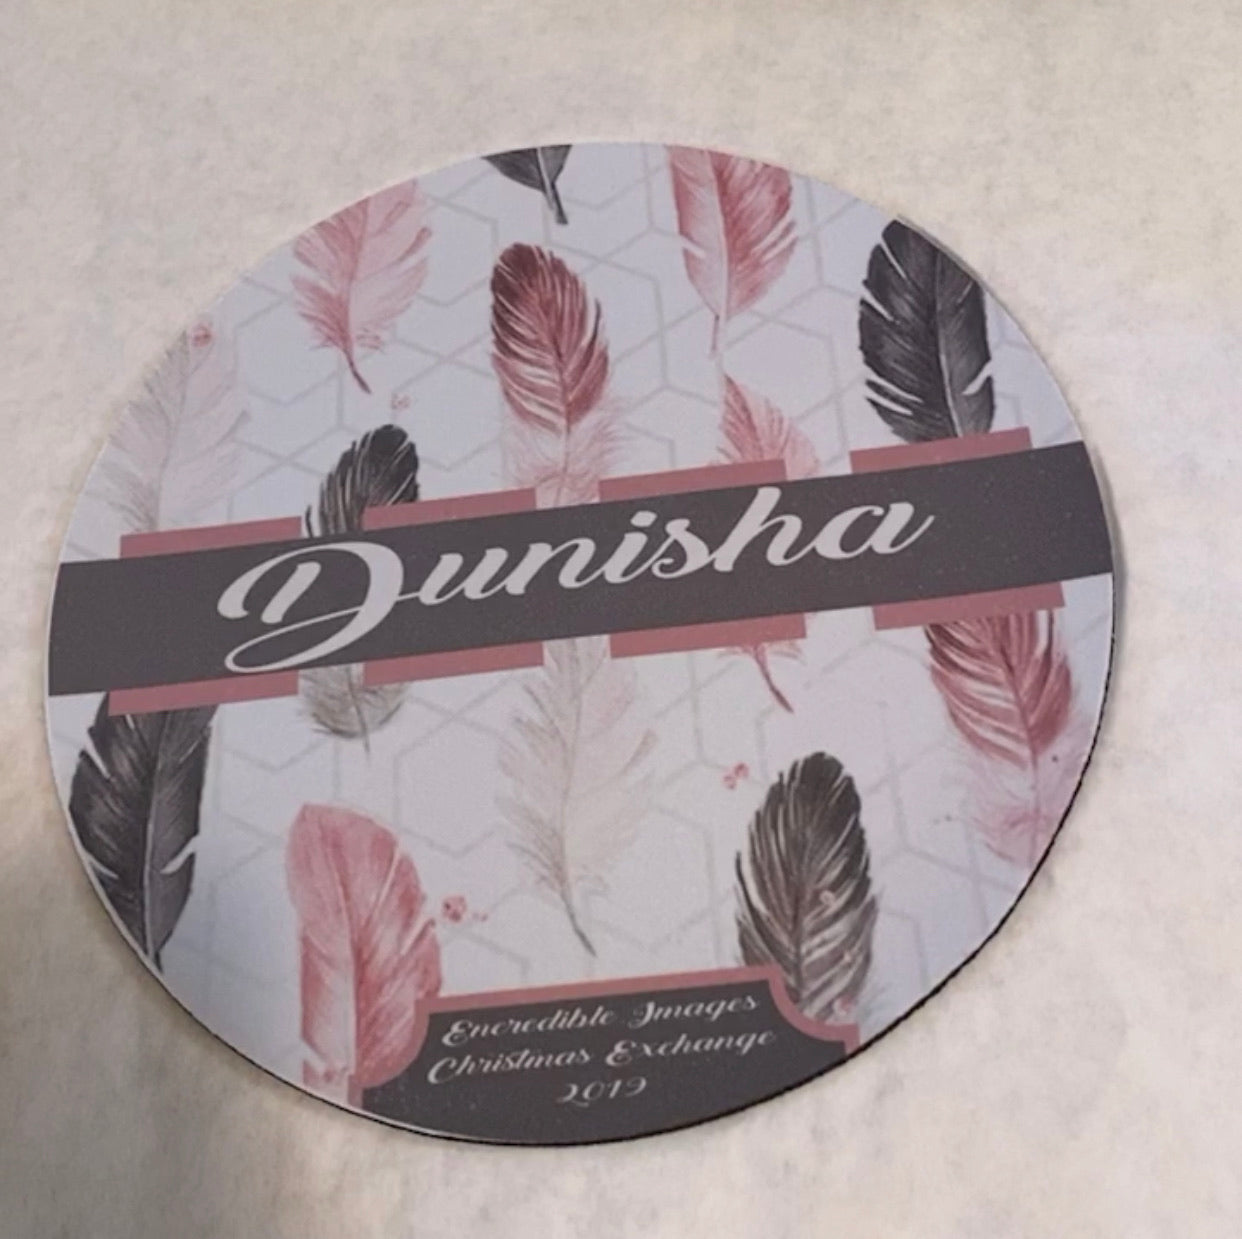 Dunisha
Encredible Images
Christmas Exchange
2019